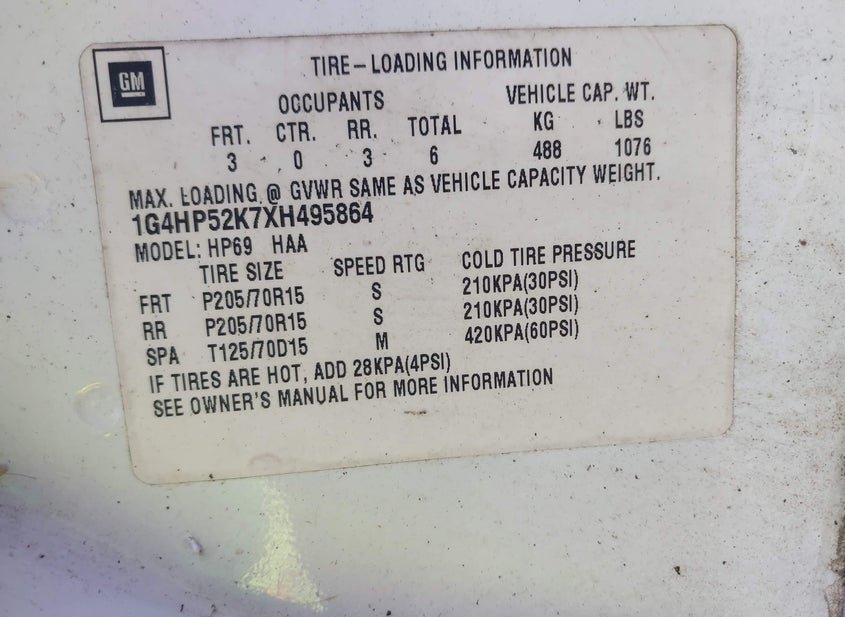 GM
TIRE-LOADING INFORMATION
OCCUPANTS VEHICLE CAP. WT.
FRT. CTR. RR. TOTAL KG LBS
3 0 3 6 488 1076
MAX. LOADING @ GVWR SAME AS VEHICLE CAPACITY WEIGHT.
1G4HP52K7XH495864
MODEL: HP69 HAA
TIRE SIZE SPEED RTG COLD TIRE PRESSURE
FRT P205/70R15 S 210KPA(30PSI)
RR P205/70R15 S 210KPA(30PSI)
SPA T125/70D15 M 420KPA(60PSI)
IF TIRES ARE HOT, ADD 28KPA(4PSI)
SEE OWNER'S MANUAL FOR MORE INFORMATION